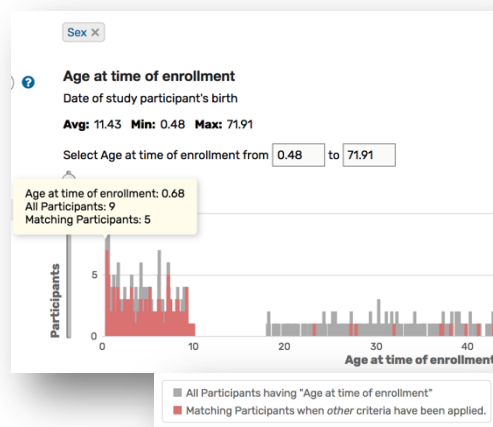 Sex ×
?
Age at time of enrollment
Date of study participant's birth
Avg: 11.43 Min: 0.48 Max: 71.91
Select Age at time of enrollment from 0.48 to 71.91
Age at time of enrollment: 0.68
All Participants: 9
Matching Participants: 5
Participants
5
0
0 10 20 30 40
Age at time of enrollment
All Participants having "Age at time of enrollment"
Matching Participants when other criteria have been applied.